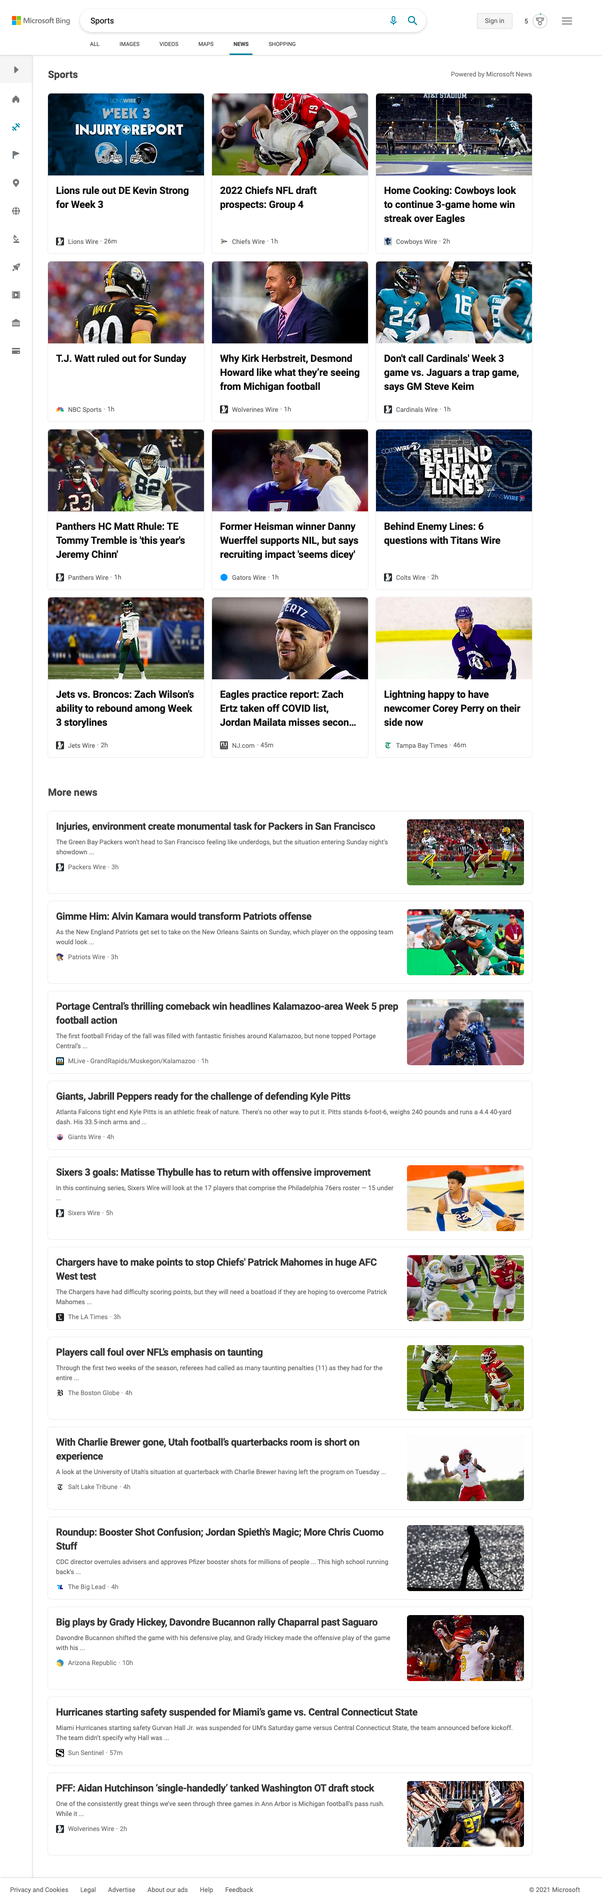 Microsoft Bing
Sports
Sign in
5
ALL IMAGES VIDEOS MAPS NEWS SHOPPING
Sports
Powered by Microsoft News
WEEK 3
INJURY+REPORT
Lions rule out DE Kevin Strong
for Week 3
Lions Wire · 26m
19
2022 Chiefs NFL draft
prospects: Group 4
Chiefs Wire · 1h
AT&T STADIUM
Home Cooking: Cowboys look
to continue 3-game home win
streak over Eagles
Cowboys Wire · 2h
WATT
90
T.J. Watt ruled out for Sunday
NBC Sports · 1h
Why Kirk Herbstreit, Desmond
Howard like what they're seeing
from Michigan football
Wolverines Wire · 1h
24
16
Don't call Cardinals' Week 3
game vs. Jaguars a trap game,
says GM Steve Keim
Cardinals Wire · 1h
23
82
Panthers HC Matt Rhule: TE
Tommy Tremble is 'this year's
Jeremy Chinn'
Panthers Wire · 1h
Former Heisman winner Danny
Wuerffel supports NIL, but says
recruiting impact 'seems dicey'
Gators Wire · 1h
COLTSWIRE
BEHIND
ENEMY
LINES
Behind Enemy Lines: 6
questions with Titans Wire
Colts Wire · 2h
2
Jets vs. Broncos: Zach Wilson's
ability to rebound among Week
3 storylines
Jets Wire · 2h
ERTZ
Eagles practice report: Zach
Ertz taken off COVID list,
Jordan Mailata misses secon...
NJ.com · 45m
Lightning happy to have
newcomer Corey Perry on their
side now
Tampa Bay Times · 46m
More news
Injuries, environment create monumental task for Packers in San Francisco
The Green Bay Packers won't head to San Francisco feeling like underdogs, but the situation entering Sunday night's
showdown ...
Packers Wire · 3h
Gimme Him: Alvin Kamara would transform Patriots offense
As the New England Patriots get set to take on the New Orleans Saints on Sunday, which player on the opposing team
would look ...
Patriots Wire · 3h
Portage Central's thrilling comeback win headlines Kalamazoo-area Week 5 prep
football action
The first football Friday of the fall was filled with fantastic finishes around Kalamazoo, but none topped Portage
Central's ...
MLive - GrandRapids/Muskegon/Kalamazoo · 1h
Giants, Jabrill Peppers ready for the challenge of defending Kyle Pitts
Atlanta Falcons tight end Kyle Pitts is an athletic freak of nature. There's no other way to put it. Pitts stands 6-foot-6, weighs 240 pounds and runs a 4.4 40-yard
dash. His 33.5-inch arms and ...
Giants Wire · 4h
Sixers 3 goals: Matisse Thybulle has to return with offensive improvement
In this continuing series, Sixers Wire will look at the 17 players that comprise the Philadelphia 76ers roster — 15 under
...
Sixers Wire · 5h
Chargers have to make points to stop Chiefs' Patrick Mahomes in huge AFC
West test
The Chargers have had difficulty scoring points, but they will need a boatload if they are hoping to overcome Patrick
Mahomes ...
The LA Times · 3h
Players call foul over NFL's emphasis on taunting
Through the first two weeks of the season, referees had called as many taunting penalties (11) as they had for the
entire ...
The Boston Globe · 4h
With Charlie Brewer gone, Utah football's quarterbacks room is short on
experience
A look at the University of Utah's situation at quarterback with Charlie Brewer having left the program on Tuesday ...
Salt Lake Tribune · 4h
7
Roundup: Booster Shot Confusion; Jordan Spieth's Magic; More Chris Cuomo
Stuff
CDC director overrules advisers and approves Pfizer booster shots for millions of people ... This high school running
back's ...
The Big Lead · 4h
Big plays by Grady Hickey, Davondre Bucannon rally Chaparral past Saguaro
Davondre Bucannon shifted the game with his defensive play, and Grady Hickey made the offensive play of the game
with his ...
Arizona Republic · 10h
Hurricanes starting safety suspended for Miami's game vs. Central Connecticut State
Miami Hurricanes starting safety Gurvan Hall Jr. was suspended for UM's Saturday game versus Central Connecticut State, the team announced before kickoff.
The team didn't specify why Hall was ...
Sun Sentinel · 57m
PFF: Aidan Hutchinson 'single-handedly' tanked Washington OT draft stock
One of the consistently great things we've seen through three games in Ann Arbor is Michigan football's pass rush.
While it ...
Wolverines Wire · 2h
97
Privacy and Cookies Legal Advertise About our ads Help Feedback
© 2021 Microsoft